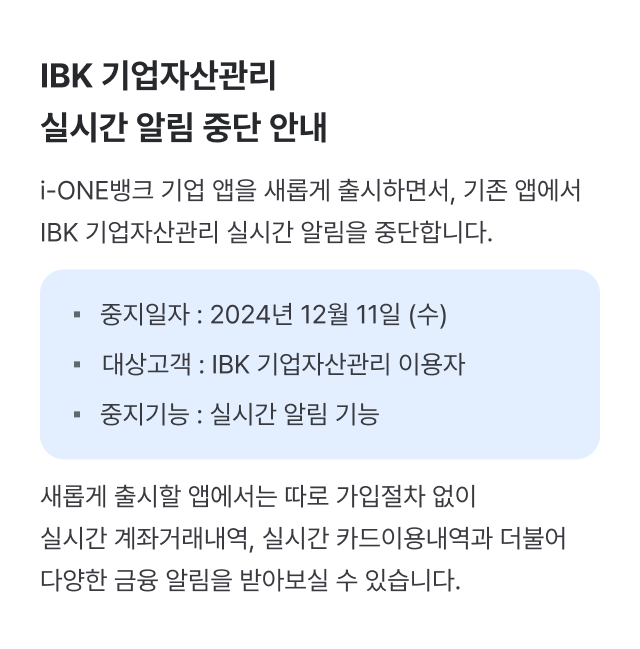 IBK 기업자산관리
실시간 알림 중단 안내
i-ONE뱅크 기업 앱을 새롭게 출시하면서, 기존 앱에서
IBK 기업자산관리 실시간 알림을 중단합니다.
▪ 중지일자 : 2024년 12월 11일 (수)
▪ 대상고객 : IBK 기업자산관리 이용자
▪ 중지기능 : 실시간 알림 기능
새롭게 출시할 앱에서는 따로 가입절차 없이
실시간 계좌거래내역, 실시간 카드이용내역과 더불어
다양한 금융 알림을 받아보실 수 있습니다.